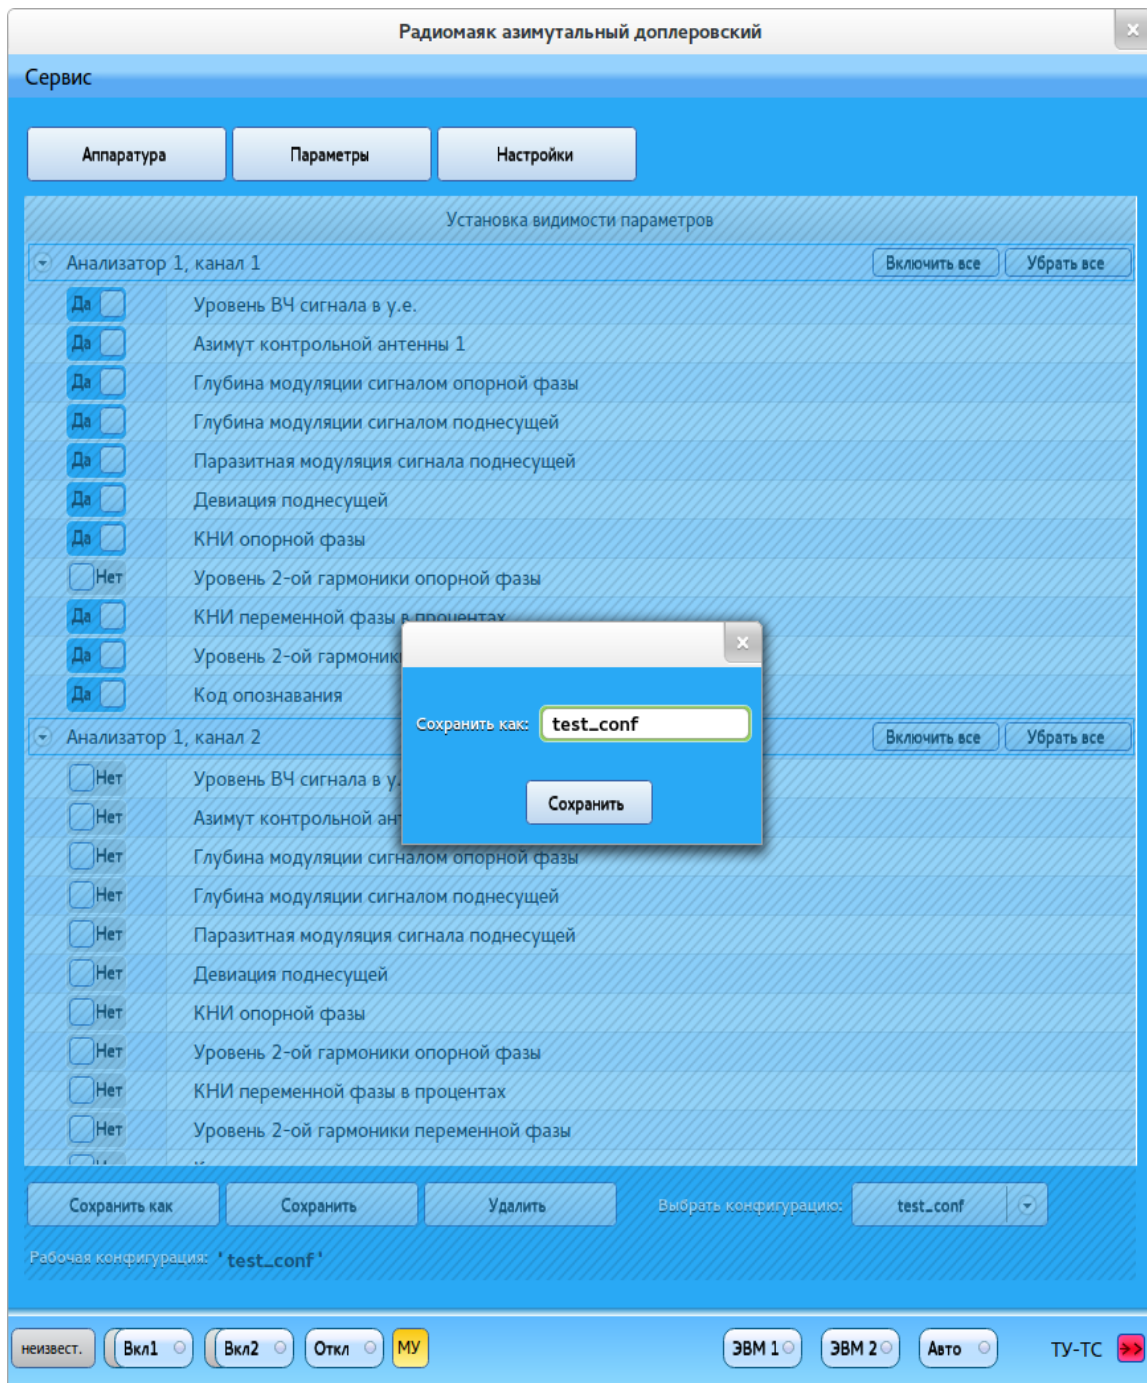 Радиомаяк азимутальный доплеровский
Сервис
Аппаратура Параметры Настройки
Установка видимости параметров
Анализатор 1, канал 1 Включить все Убрать все
Да Уровень ВЧ сигнала в у.е.
Да Азимут контрольной антенны 1
Да Глубина модуляции сигналом опорной фазы
Да Глубина модуляции сигналом поднесущей
Да Паразитная модуляция сигнала поднесущей
Да Девиация поднесущей
Да КНИ опорной фазы
Нет Уровень 2-ой гармоники опорной фазы
Да КНИ переменной фазы в процентах
Да Уровень 2-ой гармоник
Да Код опознавания
Сохранить как: test_conf
Сохранить
Анализатор 1, канал 2 Включить все Убрать все
Нет Уровень ВЧ сигнала в у.
Нет Азимут контрольной ант
Нет Глубина модуляции сигналом опорной фазы
Нет Глубина модуляции сигналом поднесущей
Нет Паразитная модуляция сигнала поднесущей
Нет Девиация поднесущей
Нет КНИ опорной фазы
Нет Уровень 2-ой гармоники опорной фазы
Нет КНИ переменной фазы в процентах
Нет Уровень 2-ой гармоники переменной фазы
Сохранить как Сохранить Удалить Выбрать конфигурацию: test_conf
Рабочая конфигурация: 'test_conf'
неизвест. Вкл1 Вкл2 Откл МУ ЭВМ 1 ЭВМ 2 Авто ТУ-ТС >>